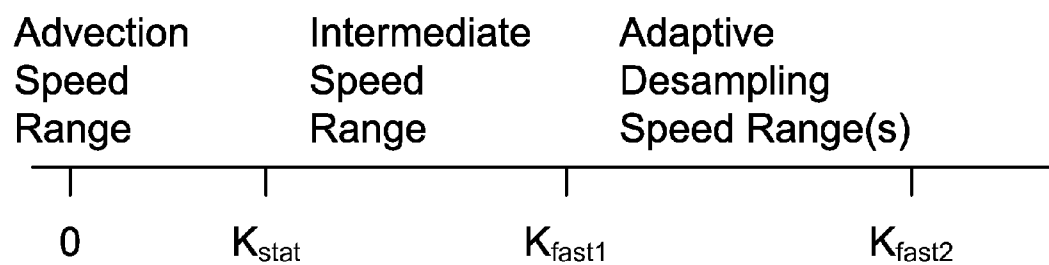 Advection Intermediate Adaptive
Speed Speed Desampling
Range Range Speed Range(s)
0 Kstat Kfast1 Kfast2